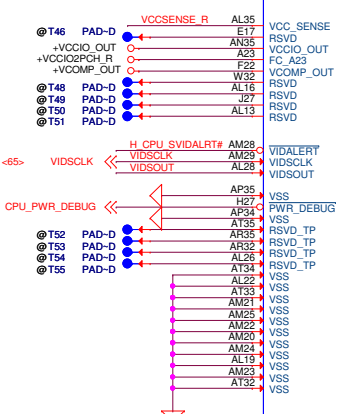 VCCSENSE_R AL35 VCC_SENSE
@T46 PAD~D E17 RSVD
+VCCIO_OUT AN35 VCCIO_OUT
+VCCIO2PCH_R A23 FC_A23
+VCOMP_OUT F22 VCOMP_OUT
@T48 PAD~D W32 RSVD
@T49 PAD~D AL16 RSVD
@T50 PAD~D J27 RSVD
@T51 PAD~D AL13 RSVD
H_CPU_SVIDALRT# AM28 VIDALERT
<65> VIDSCLK VIDSCLK AM29 VIDSCLK
VIDSOUT AL28 VIDSOUT
AP35 VSS
CPU_PWR_DEBUG H27 PWR_DEBUG
AP34 VSS
@T52 PAD~D AT35 RSVD_TP
@T53 PAD~D AR35 RSVD_TP
@T54 PAD~D AR32 RSVD_TP
@T55 PAD~D AL26 RSVD_TP
AT34 VSS
AL22 VSS
AT33 VSS
AM21 VSS
AM25 VSS
AM22 VSS
AM20 VSS
AM24 VSS
AL19 VSS
AM23 VSS
AT32 VSS